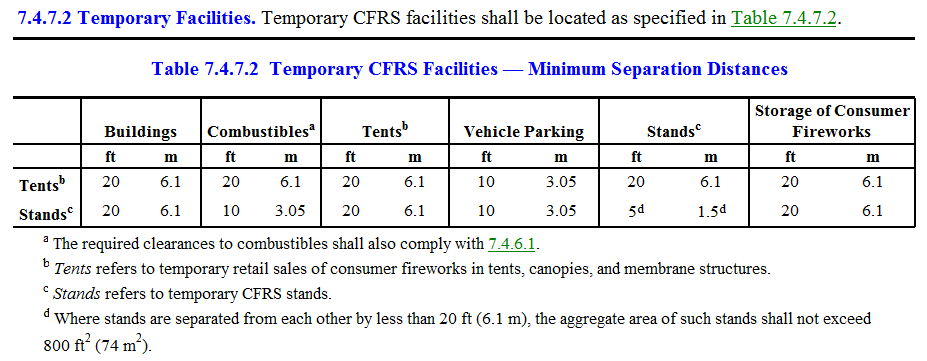 7.4.7.2 Temporary Facilities. Temporary CFRS facilities shall be located as specified in Table 7.4.7.2.
Table 7.4.7.2 Temporary CFRS Facilities — Minimum Separation Distances
Buildings Combustiblesᵃ Tentsᵇ Vehicle Parking Standsᶜ Storage of Consumer Fireworks
ft m ft m ft m ft m ft m ft m
Tentsᵇ 20 6.1 20 6.1 20 6.1 10 3.05 20 6.1 20 6.1
Standsᶜ 20 6.1 10 3.05 20 6.1 10 3.05 5ᵈ 1.5ᵈ 20 6.1
ᵃ The required clearances to combustibles shall also comply with 7.4.6.1.
ᵇ Tents refers to temporary retail sales of consumer fireworks in tents, canopies, and membrane structures.
ᶜ Stands refers to temporary CFRS stands.
ᵈ Where stands are separated from each other by less than 20 ft (6.1 m), the aggregate area of such stands shall not exceed
800 ft² (74 m²).